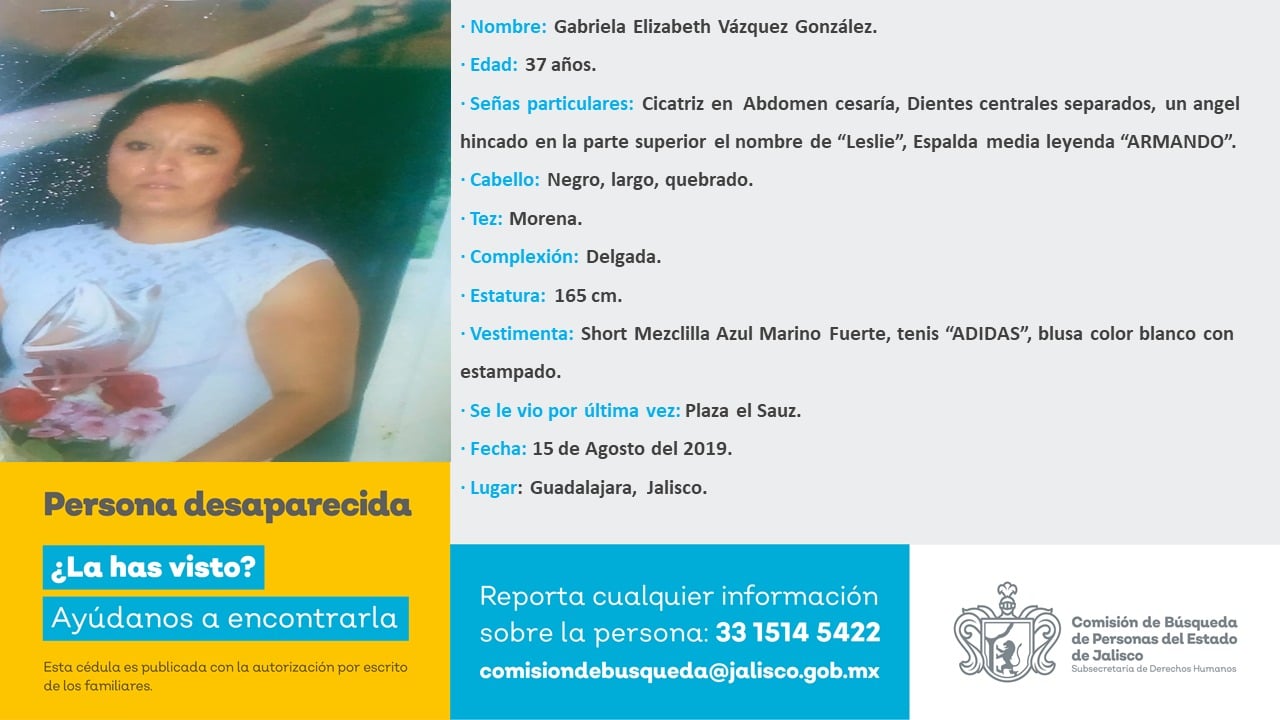 · Nombre: Gabriela Elizabeth Vázquez González.
· Edad: 37 años.
· Señas particulares: Cicatriz en Abdomen cesaría, Dientes centrales separados, un angel
hincado en la parte superior el nombre de “Leslie”, Espalda media leyenda “ARMANDO”.
· Cabello: Negro, largo, quebrado.
· Tez: Morena.
· Complexión: Delgada.
· Estatura: 165 cm.
· Vestimenta: Short Mezclilla Azul Marino Fuerte, tenis “ADIDAS”, blusa color blanco con
estampado.
· Se le vio por última vez: Plaza el Sauz.
· Fecha: 15 de Agosto del 2019.
· Lugar: Guadalajara, Jalisco.
Persona desaparecida
¿La has visto?
Ayúdanos a encontrarla
Esta cédula es publicada con la autorización por escrito
de los familiares.
Reporta cualquier información
sobre la persona: 33 1514 5422
comisiondebusqueda@jalisco.gob.mx
Comisión de Búsqueda
de Personas del Estado
de Jalisco
Subsecretaría de Derechos Humanos